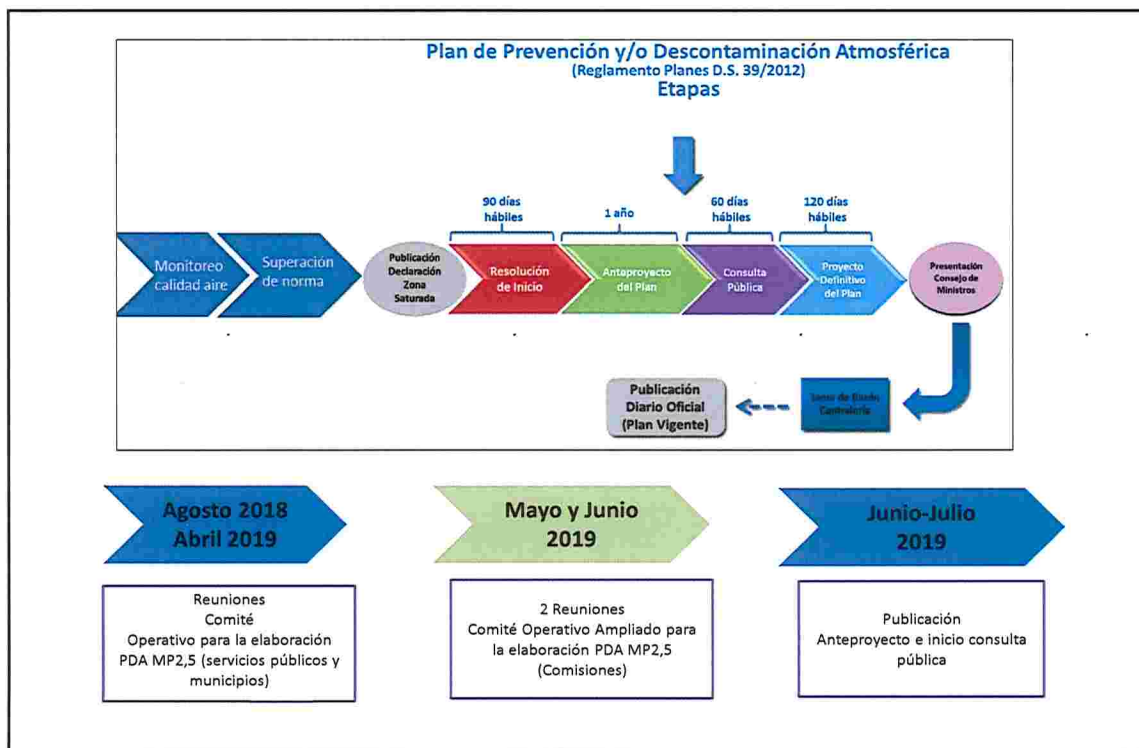 Plan de Prevención y/o Descontaminación Atmosférica
(Reglamento Planes D.S. 39/2012)
Etapas
90 días
hábiles
1 año
60 días
hábiles
120 días
hábiles
Monitoreo
calidad aire
Superación
de norma
Publicación
Declaración
Zona
Saturada
Resolución
de Inicio
Anteproyecto
del Plan
Consulta
Pública
Proyecto
Definitivo
del Plan
Presentación
Consejo de
Ministros
Publicación
Diario Oficial
(Plan Vigente)
Toma de Razón
Contraloría
Agosto 2018
Abril 2019
Mayo y Junio
2019
Junio-Julio
2019
Reuniones
Comité
Operativo para la elaboración
PDA MP2,5 (servicios públicos y
municipios)
2 Reuniones
Comité Operativo Ampliado para
la elaboración PDA MP2,5
(Comisiones)
Publicación
Anteproyecto e inicio consulta
pública